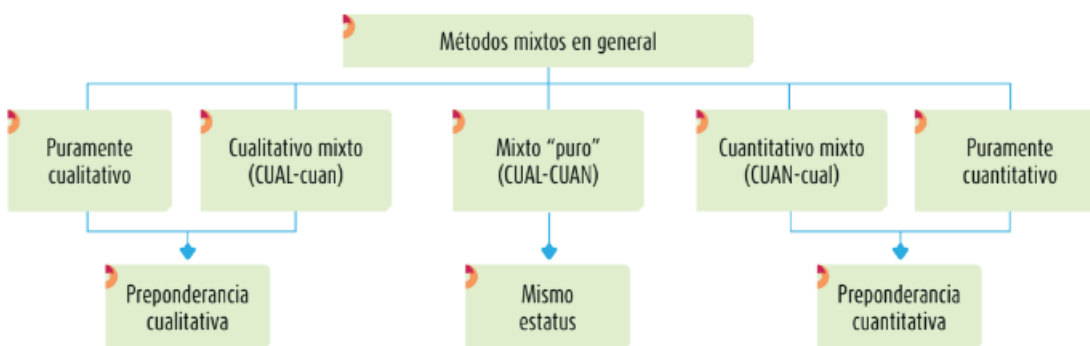 Métodos mixtos en general
Puramente
cualitativo
Cualitativo mixto
(CUAL-cuan)
Mixto “puro”
(CUAL-CUAN)
Cuantitativo mixto
(CUAN-cual)
Puramente
cuantitativo
Preponderancia
cualitativa
Mismo
estatus
Preponderancia
cuantitativa